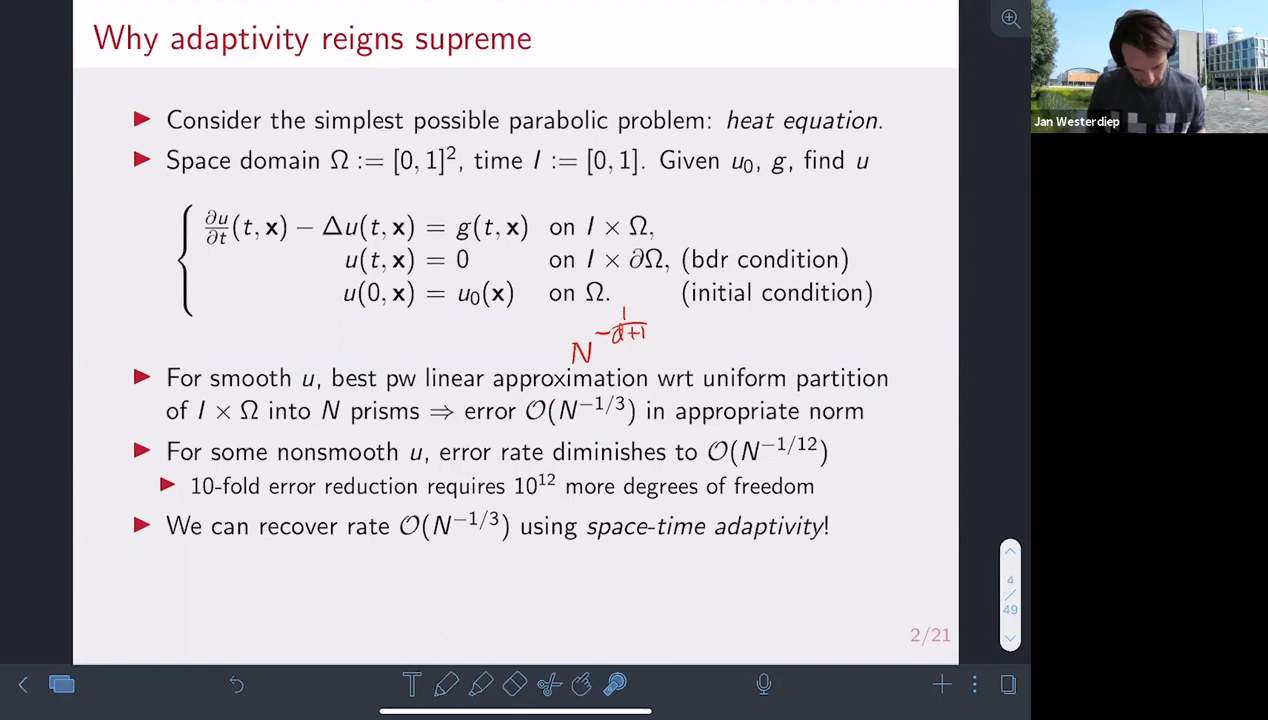 Why adaptivity reigns supreme
Consider the simplest possible parabolic problem: heat equation.
Space domain Ω := [0, 1]², time I := [0, 1]. Given u₀, g, find u
∂u/∂t(t, x) − Δu(t, x) = g(t, x) on I × Ω,
u(t, x) = 0 on I × ∂Ω, (bdr condition)
u(0, x) = u₀(x) on Ω. (initial condition)
N^{-1/(d+1)}
For smooth u, best pw linear approximation wrt uniform partition
of I × Ω into N prisms ⇒ error O(N^{−1/3}) in appropriate norm
For some nonsmooth u, error rate diminishes to O(N^{−1/12})
10-fold error reduction requires 10¹² more degrees of freedom
We can recover rate O(N^{−1/3}) using space-time adaptivity!
2/21
Jan Westerdiep
4
/
49
T